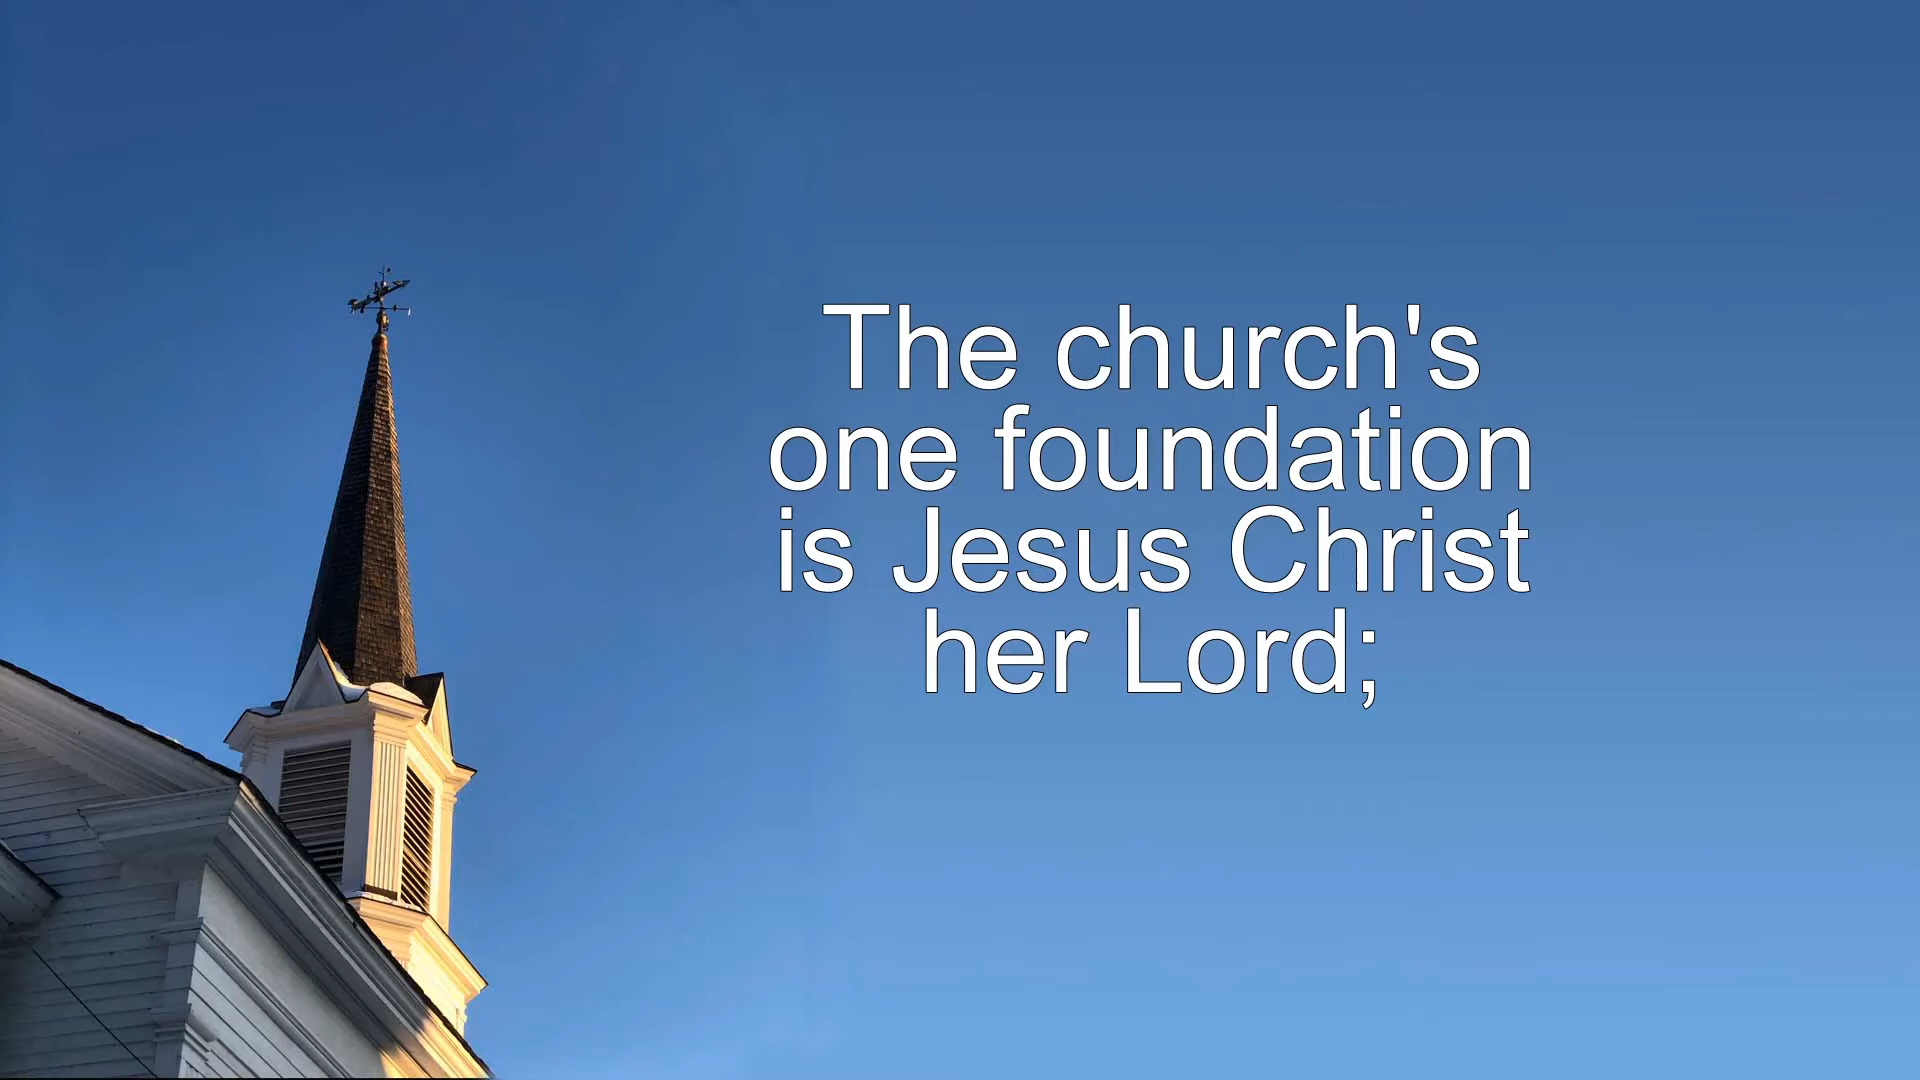 The church's
one foundation
is Jesus Christ
her Lord;